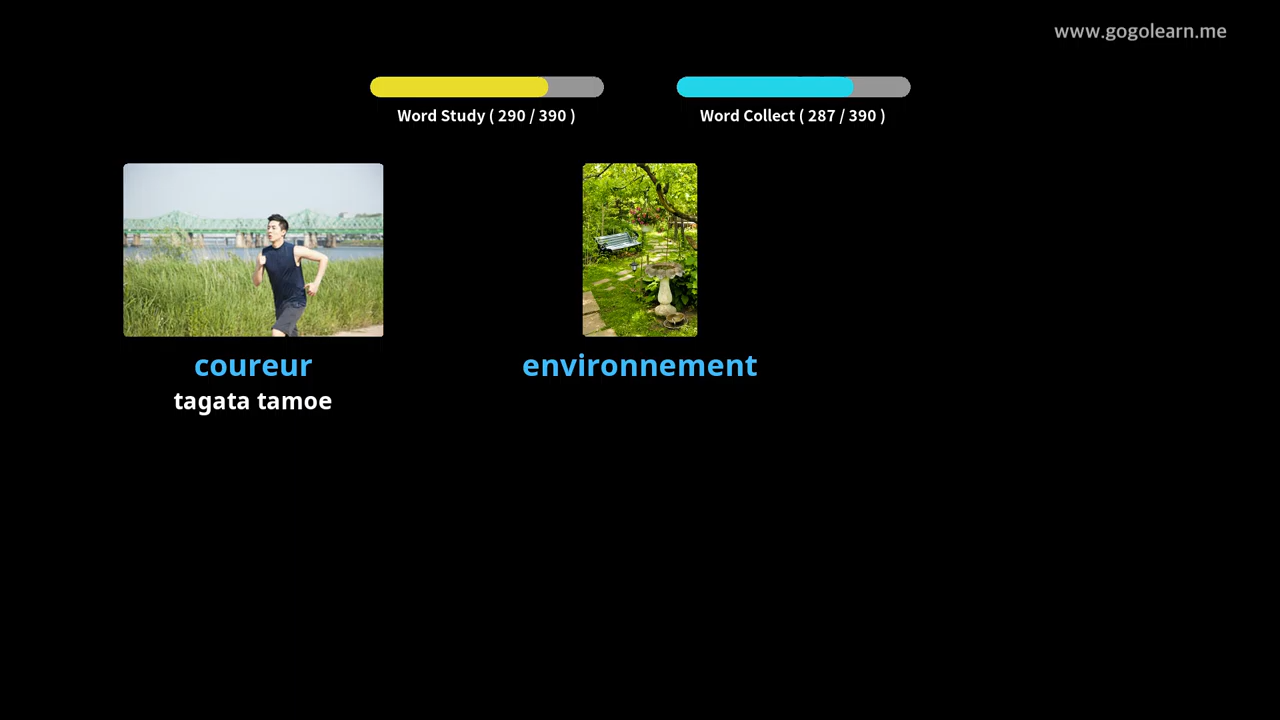 www.gogolearn.me
Word Study ( 290 / 390 )
Word Collect ( 287 / 390 )
coureur
tagata tamoe
environnement